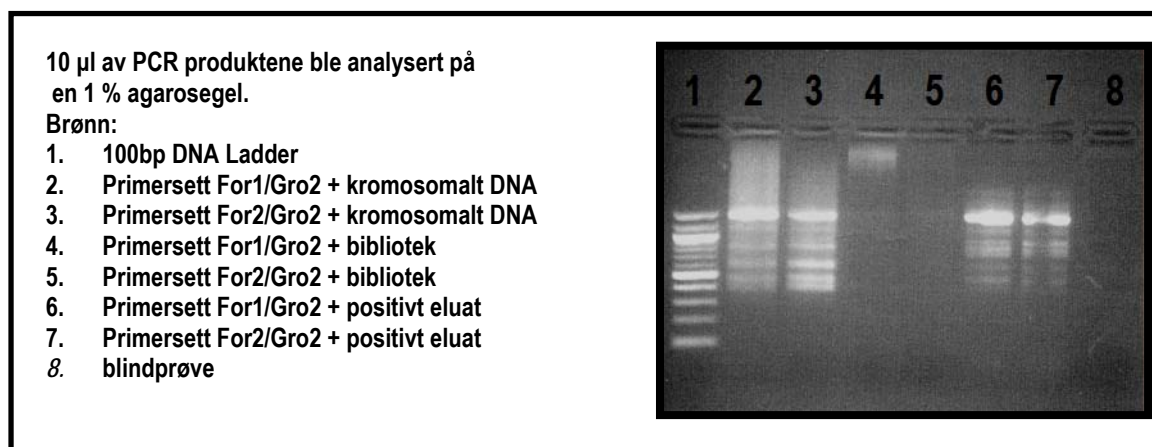 10 µl av PCR produktene ble analysert på
en 1 % agarosegel.
Brønn:
1. 100bp DNA Ladder
2. Primersett For1/Gro2 + kromosomalt DNA
3. Primersett For2/Gro2 + kromosomalt DNA
4. Primersett For1/Gro2 + bibliotek
5. Primersett For2/Gro2 + bibliotek
6. Primersett For1/Gro2 + positivt eluat
7. Primersett For2/Gro2 + positivt eluat
8. blindprøve
1 2 3 4 5 6 7 8